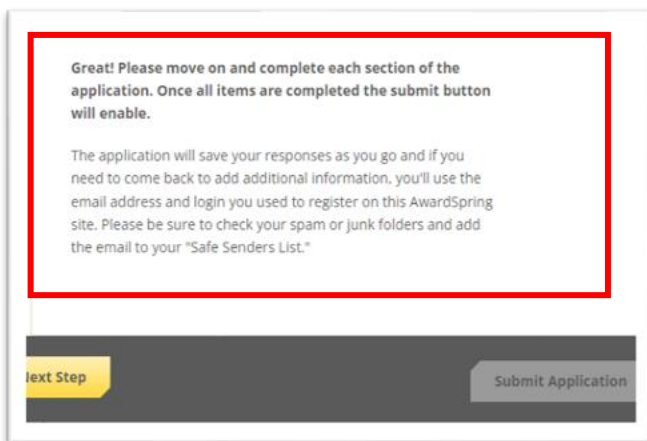 Great! Please move on and complete each section of the
application. Once all items are completed the submit button
will enable.
The application will save your responses as you go and if you
need to come back to add additional information, you'll use the
email address and login you used to register on this AwardSpring
site. Please be sure to check your spam or junk folders and add
the email to your "Safe Senders List."
Step
Submit Application